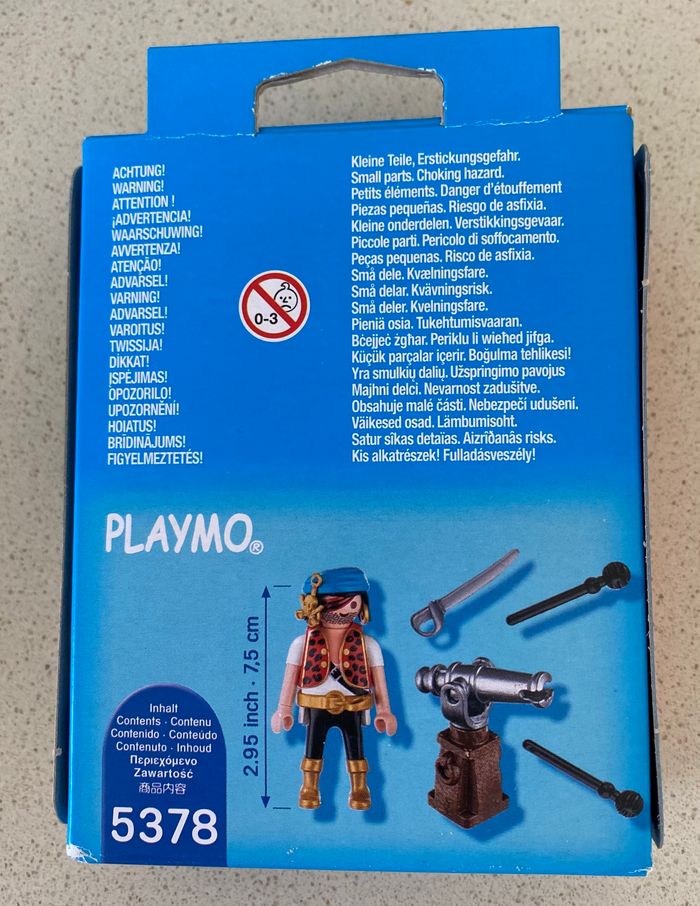 ACHTUNG!
WARNING!
ATTENTION !
¡ADVERTENCIA!
WAARSCHUWING!
AVVERTENZA!
ATENÇÃO!
ADVARSEL!
VARNING!
ADVARSEL!
VAROITUS!
TWISSIJA!
DİKKAT!
ĮSPĖJIMAS!
OPOZORILO!
UPOZORNĚNÍ!
HOIATUS!
BRĪDINĀJUMS!
FIGYELMEZTETÉS!
0-3
Kleine Teile, Erstickungsgefahr.
Small parts. Choking hazard.
Petits éléments. Danger d'étouffement
Piezas pequeñas. Riesgo de asfixia.
Kleine onderdelen. Verstikkingsgevaar.
Piccole parti. Pericolo di soffocamento.
Peças pequenas. Risco de asfixia.
Små dele. Kvælningsfare.
Små delar. Kvävningsrisk.
Små deler. Kvelningsfare.
Pieniä osia. Tukehtumisvaaran.
Bċejjeċ żgħar. Periklu li wieħed jifga.
Küçük parçalar içerir. Boğulma tehlikesi!
Yra smulkių dalių. Užspringimo pavojus
Majhni delci. Nevarnost zadušitve.
Obsahuje malé části. Nebezpečí udušení.
Väikesed osad. Lämbumisoht.
Satur sīkas detaïas. Aizrîðanâs risks.
Kis alkatrészek! Fulladásveszély!
PLAYMO®
2.95 inch · 7,5 cm
Inhalt
Contents · Contenu
Contenido · Conteúdo
Contenuto · Inhoud
Περιεχόμενο
Zawartość
商品内容
5378